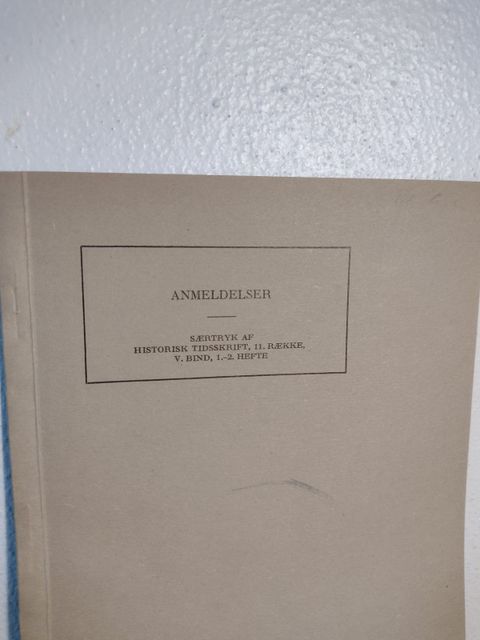 ANMELDELSER
SÆRTRYK AF
HISTORISK TIDSSKRIFT, 11. RÆKKE,
V. BIND, 1.-2. HEFTE